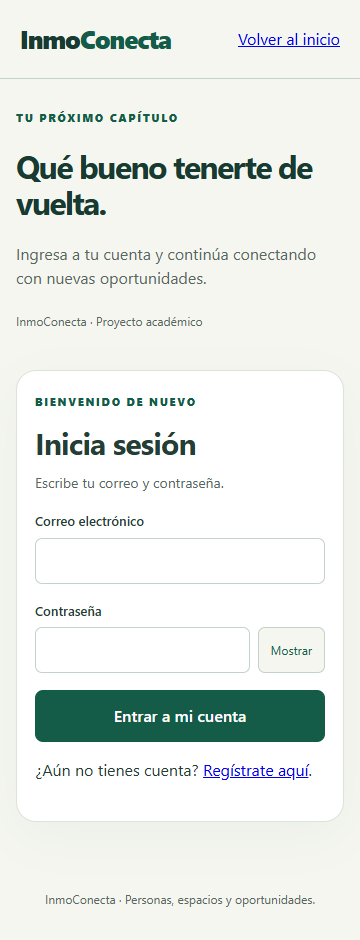 InmoConecta
Volver al inicio
TU PRÓXIMO CAPÍTULO
Qué bueno tenerte de
vuelta.
Ingresa a tu cuenta y continúa conectando
con nuevas oportunidades.
InmoConecta · Proyecto académico
BIENVENIDO DE NUEVO
Inicia sesión
Escribe tu correo y contraseña.
Correo electrónico
Contraseña
Mostrar
Entrar a mi cuenta
¿Aún no tienes cuenta? Regístrate aquí.
InmoConecta · Personas, espacios y oportunidades.